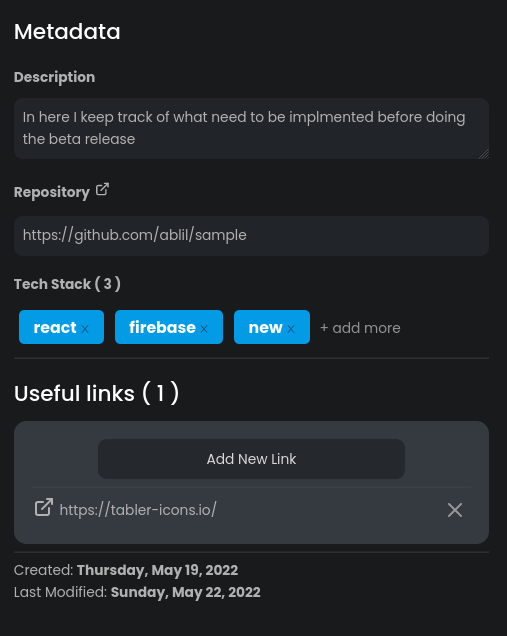 Metadata
Description
In here I keep track of what need to be implmented before doing
the beta release
Repository
https://github.com/ablil/sample
Tech Stack ( 3 )
react × firebase × new × + add more
Useful links ( 1 )
Add New Link
https://tabler-icons.io/
Created: Thursday, May 19, 2022
Last Modified: Sunday, May 22, 2022